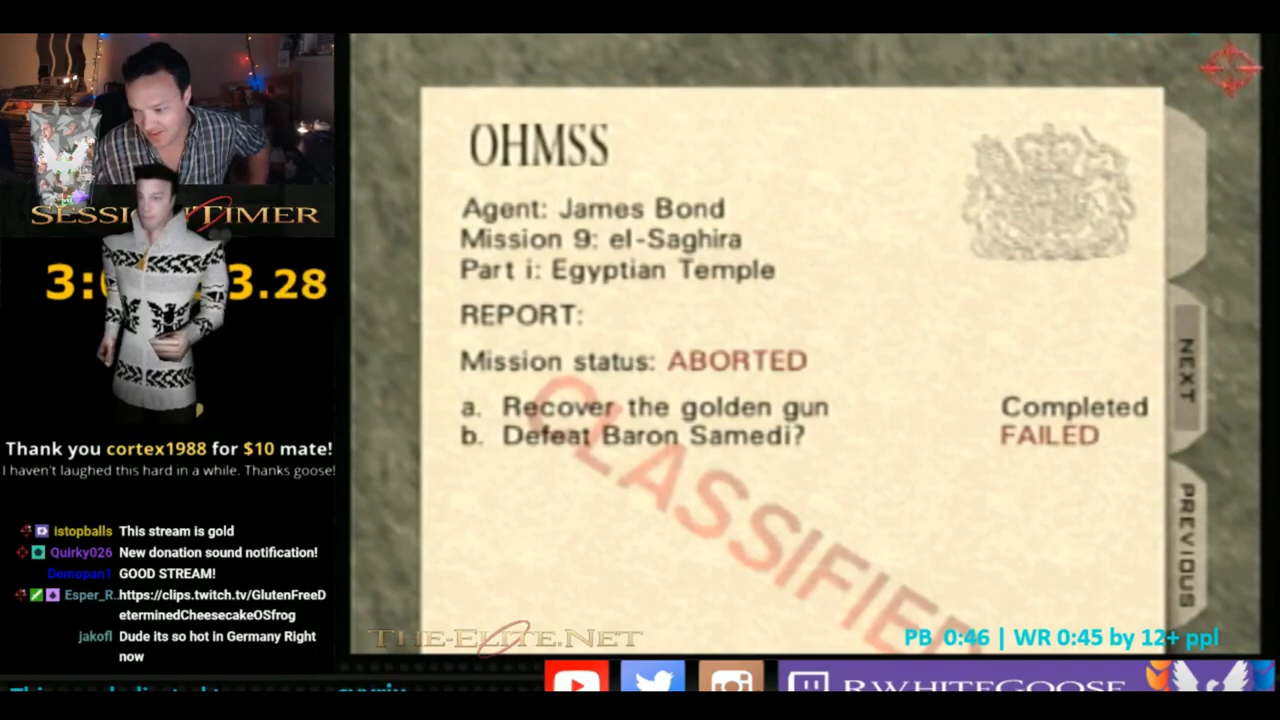 SESSI
TIMER
3:
3.28
Thank you cortex1988 for $10 mate!
I haven't laughed this hard in a while. Thanks goose!
istopballs This stream is gold
Quirky026 New donation sound notification!
Demopan1 GOOD STREAM!
Esper_R..https://clips.twitch.tv/GlutenFreeD
eterminedCheesecakeOSfrog
jakofl Dude its so hot in Germany Right
now
OHMSS
Agent: James Bond
Mission 9: el-Saghira
Part i: Egyptian Temple
REPORT:
Mission status: ABORTED
a. Recover the golden gun Completed
b. Defeat Baron Samedi? FAILED
CLASSIFIED
NEXT
PREVIOUS
THE-ELITE.NET
PB 0:46 | WR 0:45 by 12+ ppl
RWHITEGOOSE